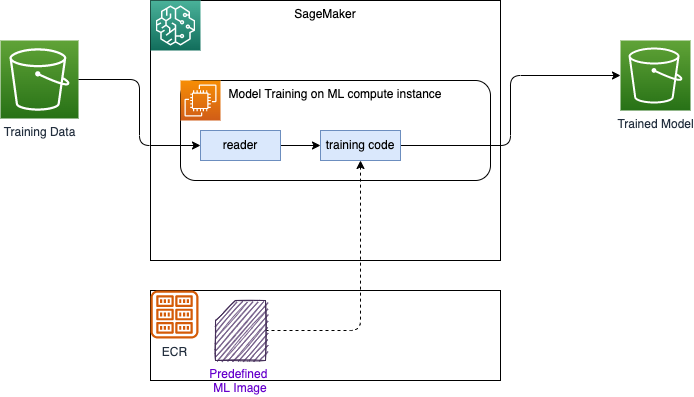 SageMaker
Model Training on ML compute instance
Training Data
Trained Model
reader
training code
ECR
Predefined
ML Image